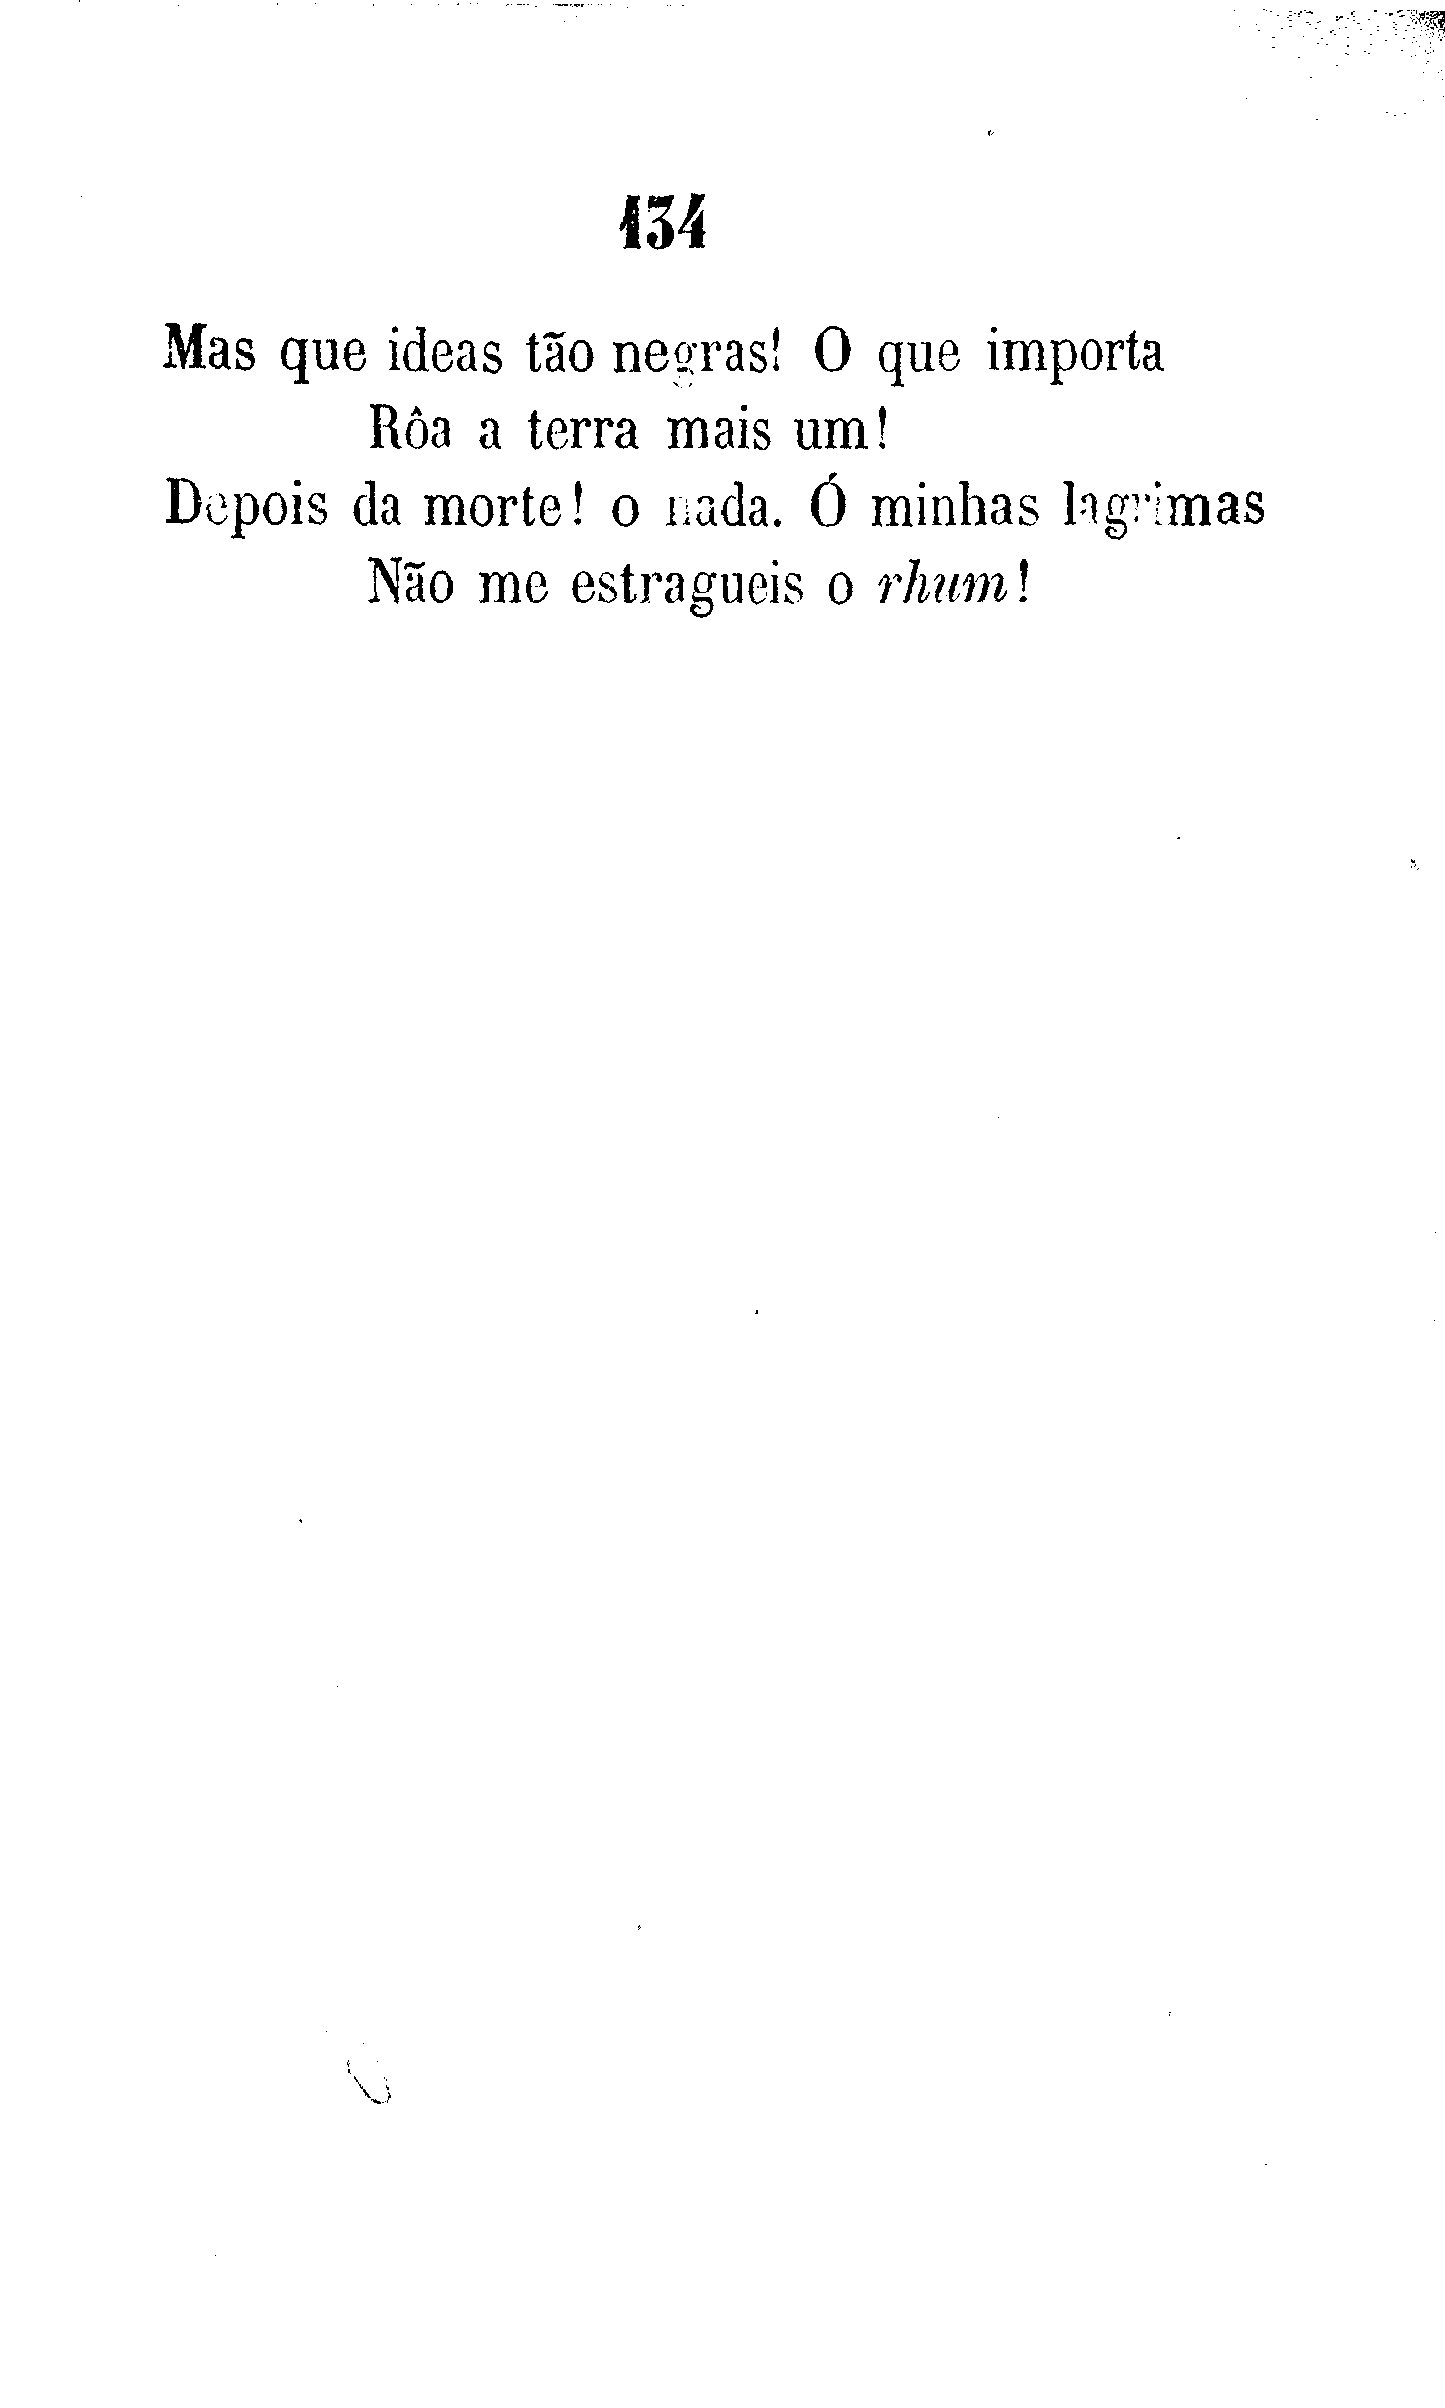 134
Mas que ideas tão negras! O que importa
Rôa a terra mais um!
Depois da morte! o nada. Ó minhas lagrimas
Não me estragueis o rhum!